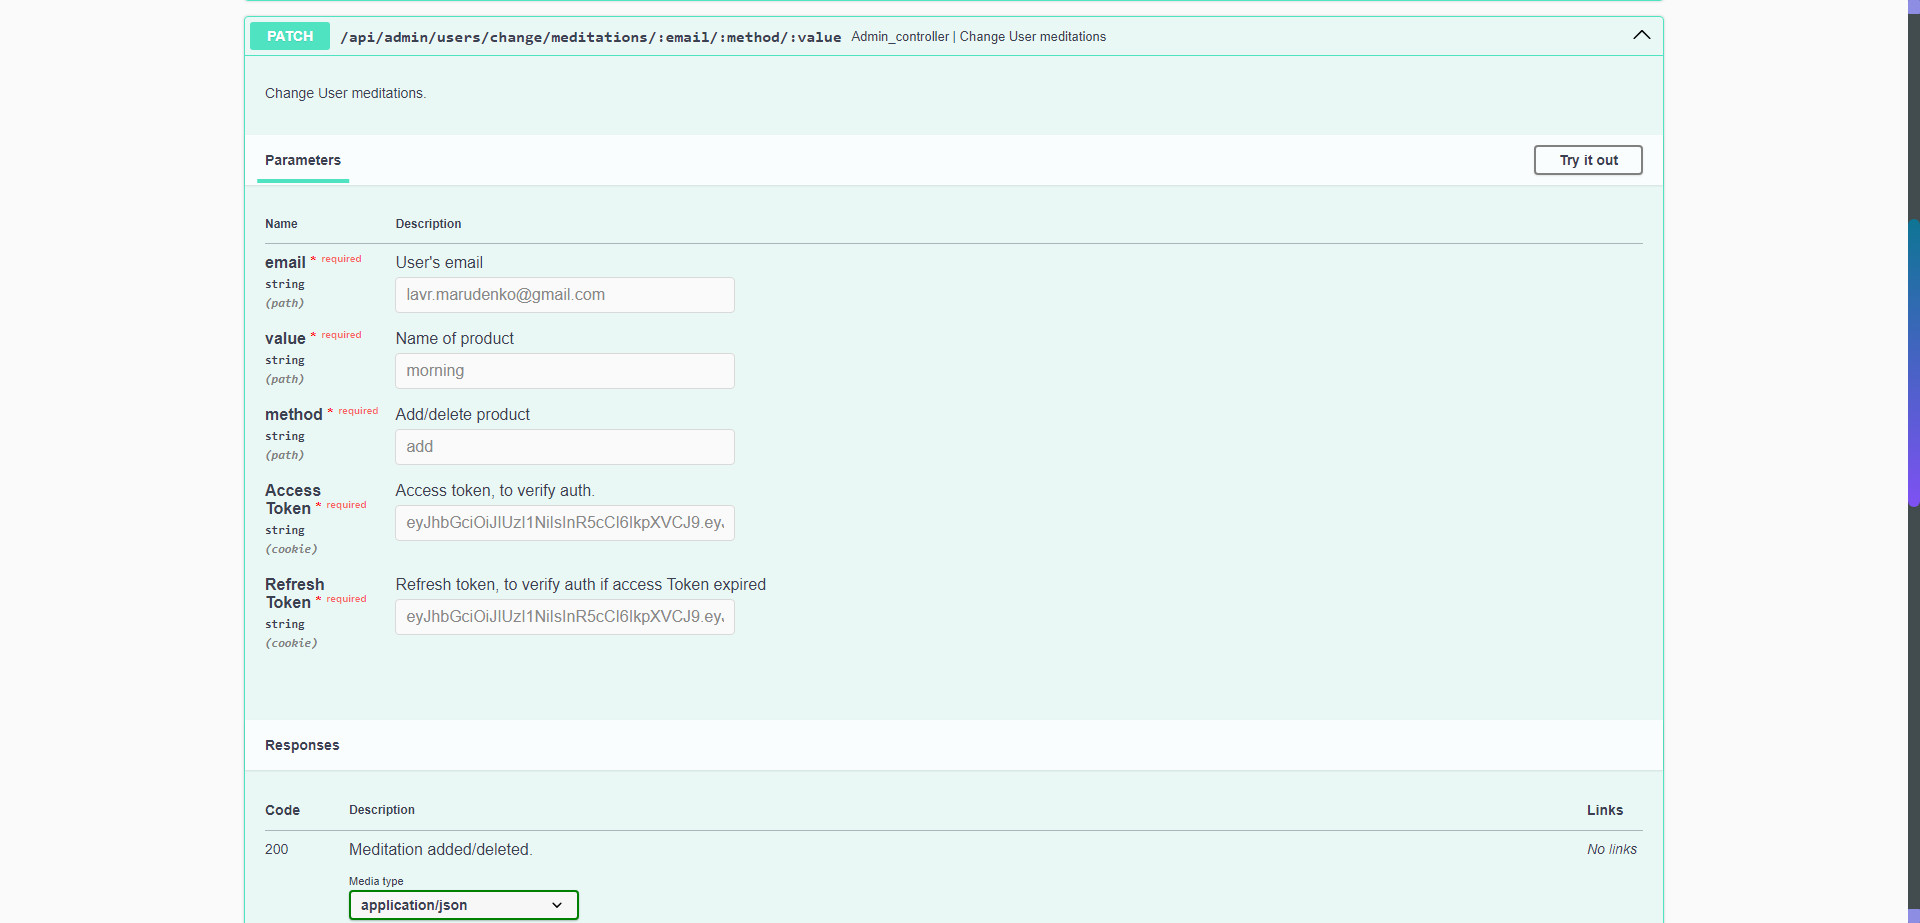 PATCH /api/admin/users/change/meditations/:email/:method/:value Admin_controller | Change User meditations
Change User meditations.
Parameters
Try it out
Name Description
email * required
string
(path)
User's email
lavr.marudenko@gmail.com
value * required
string
(path)
Name of product
morning
method * required
string
(path)
Add/delete product
add
Access
Token * required
string
(cookie)
Access token, to verify auth.
eyJhbGciOiJIUzI1NiIsInR5cCI6IkpXVCJ9.ey
Refresh
Token * required
string
(cookie)
Refresh token, to verify auth if access Token expired
eyJhbGciOiJIUzI1NiIsInR5cCI6IkpXVCJ9.ey
Responses
Code Description Links
200 Meditation added/deleted. No links
Media type
application/json